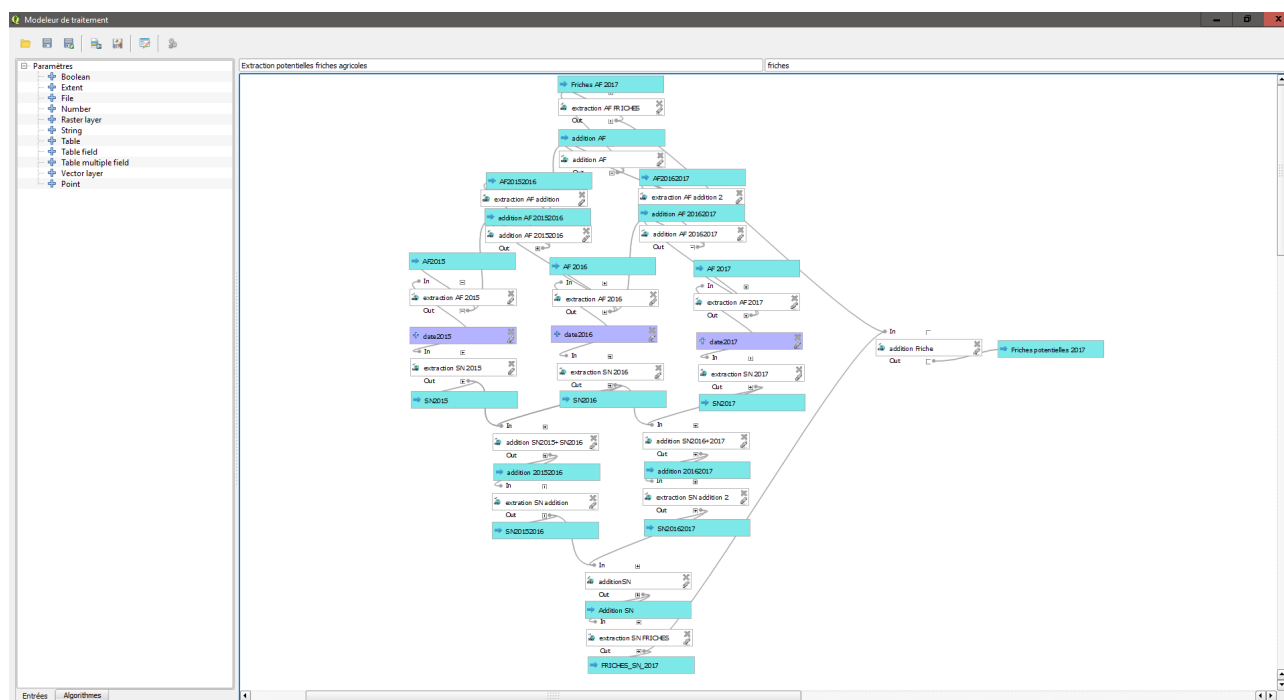 Modeleur de traitement
Paramètres
Boolean
Extent
File
Number
Raster layer
String
Table
Table field
Table multiple field
Vector layer
Point
Entrées
Algorithmes
Extraction potentielles friches agricoles
friches
Friches AF 2017
extraction AF FRICHES
Out
addition AF
addition AF
Out
AF20152016
AF20162017
extraction AF addition
extraction AF addition 2
addition AF 20152016
addition AF 20162017
addition AF 20152016
addition AF 20162017
Out
Out
AF2015
AF 2016
AF 2017
In
In
In
extraction AF 2015
extraction AF 2016
extraction AF 2017
Out
Out
Out
date2015
date2016
date2017
In
In
In
extraction SN 2015
extraction SN 2016
extraction SN 2017
Out
Out
Out
SN2015
SN2016
SN2017
In
In
addition SN2015+SN2016
addition SN2016+2017
Out
Out
addition 20152016
addition 20162017
In
In
extration SN addition
extraction SN addition 2
Out
Out
SN20152016
SN20162017
In
additionSN
Out
Addition SN
In
extraction SN FRICHES
Out
FRICHES_SN_2017
In
addition Friche
Out
Friches potentielles 2017